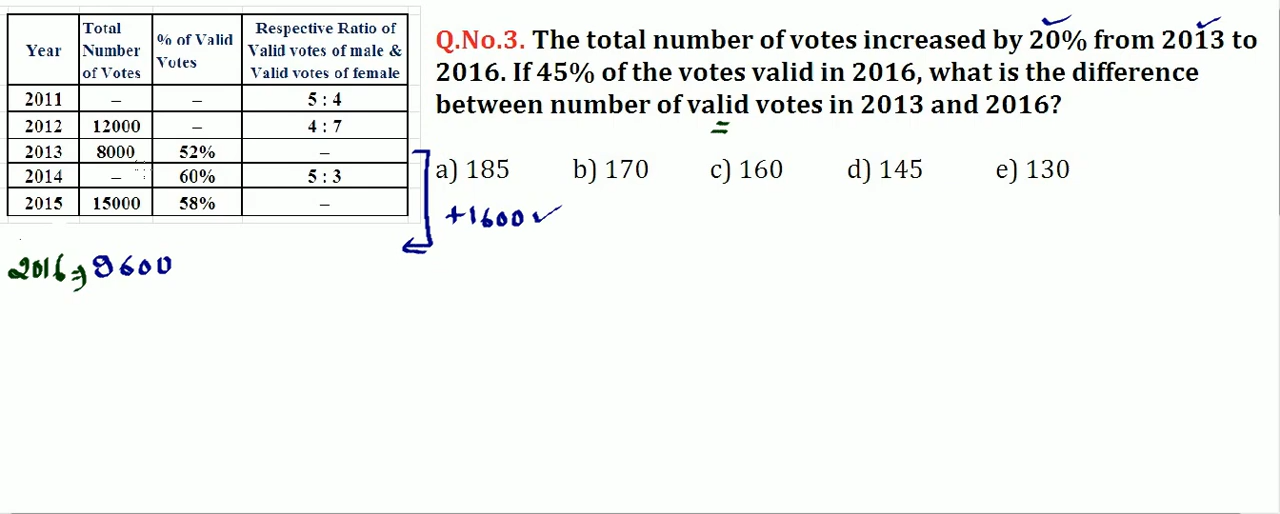 Year | Total Number of Votes | % of Valid Votes | Respective Ratio of Valid votes of male & Valid votes of female
2011 | – | – | 5 : 4
2012 | 12000 | – | 4 : 7
2013 | 8000 | 52% | –
2014 | – | 60% | 5 : 3
2015 | 15000 | 58% | –
Q.No.3. The total number of votes increased by 20% from 2013 to
2016. If 45% of the votes valid in 2016, what is the difference
between number of valid votes in 2013 and 2016?
a) 185 b) 170 c) 160 d) 145 e) 130
+1600 ✓
2016 ⇒ 9600